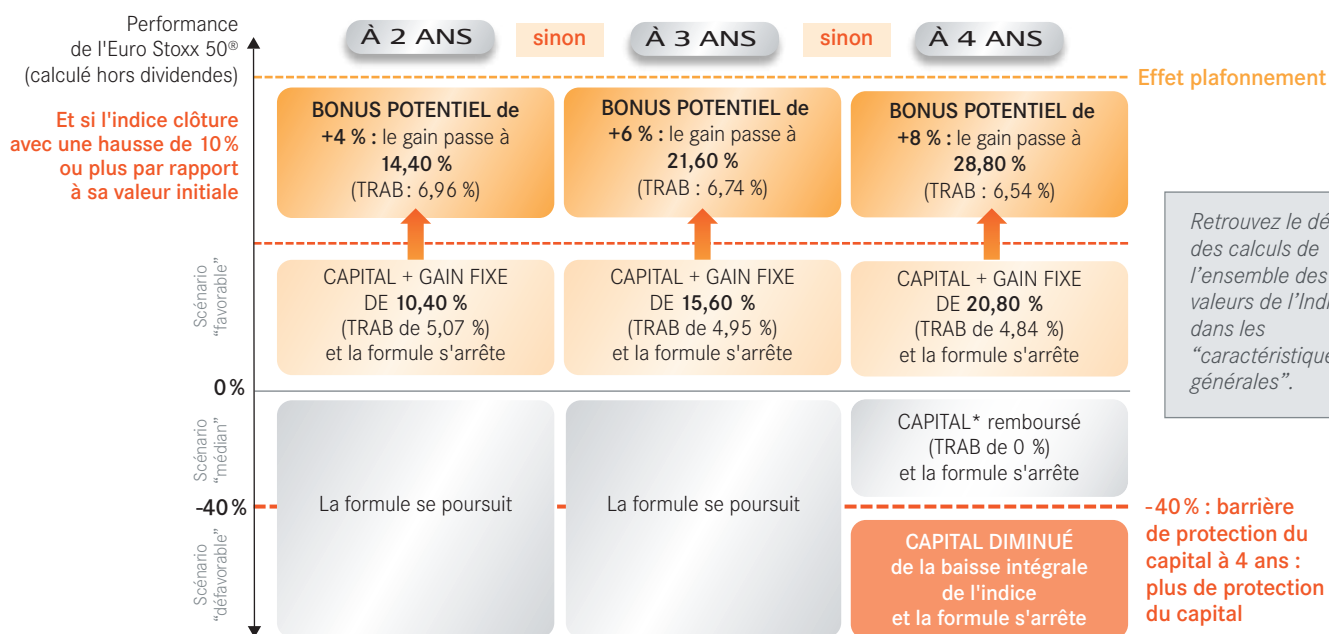 Performance
de l'Euro Stoxx 50®
(calculé hors dividendes)
À 2 ANS
sinon
À 3 ANS
sinon
À 4 ANS
Effet plafonnement
Et si l'indice clôture
avec une hausse de 10 %
ou plus par rapport
à sa valeur initiale
BONUS POTENTIEL de
+4 % : le gain passe à
14,40 %
(TRAB : 6,96 %)
BONUS POTENTIEL de
+6 % : le gain passe à
21,60 %
(TRAB : 6,74 %)
BONUS POTENTIEL de
+8 % : le gain passe à
28,80 %
(TRAB : 6,54 %)
Scénario
"favorable"
CAPITAL + GAIN FIXE
DE 10,40 %
(TRAB de 5,07 %)
et la formule s'arrête
CAPITAL + GAIN FIXE
DE 15,60 %
(TRAB de 4,95 %)
et la formule s'arrête
CAPITAL + GAIN FIXE
DE 20,80 %
(TRAB de 4,84 %)
et la formule s'arrête
Retrouvez le
des calculs de
l'ensemble des
valeurs de
dans les
générales".
0 %
Scénario
"médian"
-40 %
Scénario
"défavorable"
La formule se poursuit
La formule se poursuit
CAPITAL* remboursé
(TRAB de 0 %)
et la formule s'arrête
CAPITAL DIMINUÉ
de la baisse intégrale
de l'indice
et la formule s'arrête
-40 % : barrière
de protection du
capital à 4 ans :
plus de protection
du capital